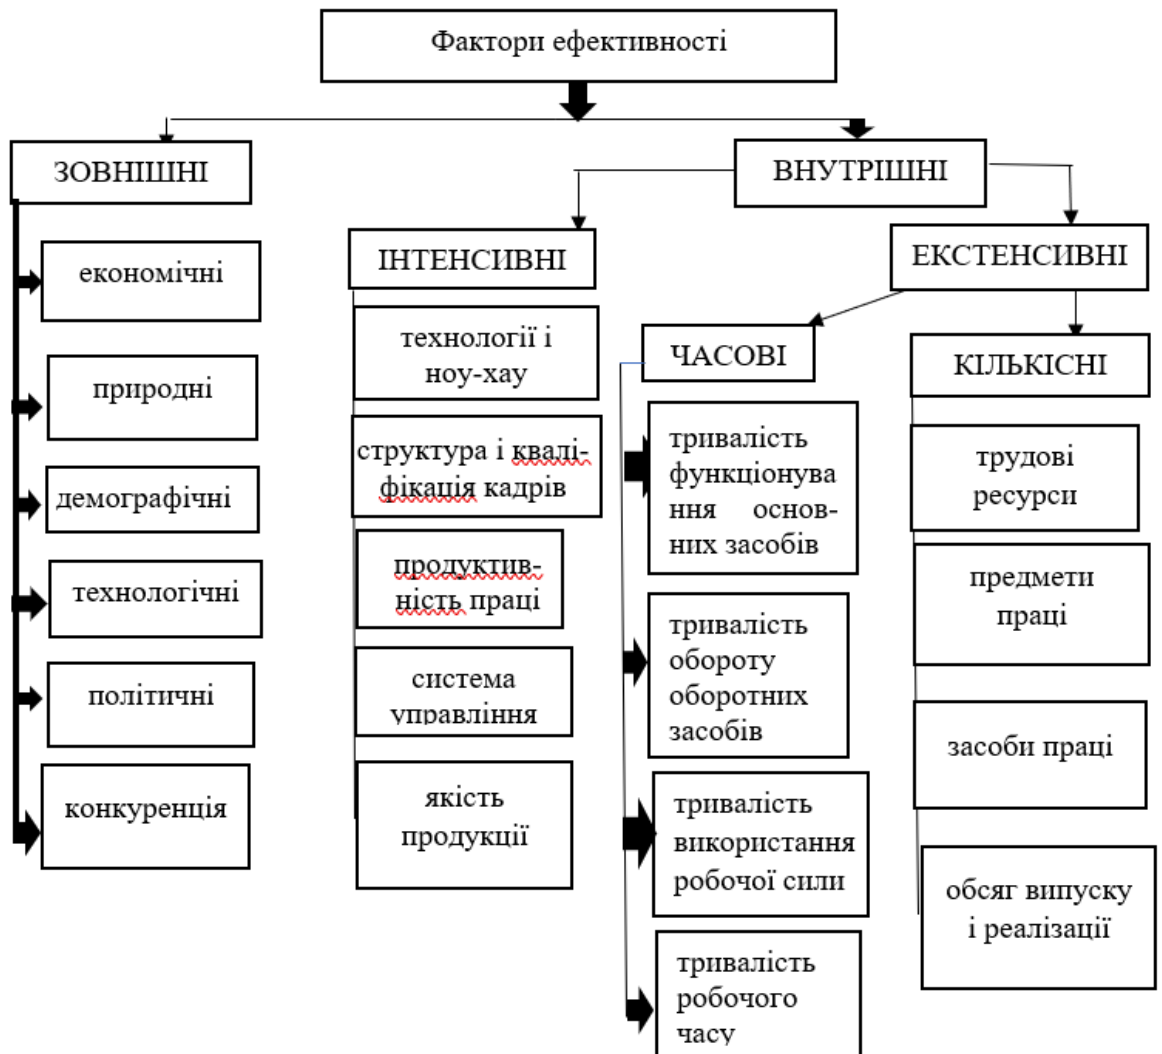 Фактори ефективності
ЗОВНІШНІ
ВНУТРІШНІ
економічні
природні
демографічні
технологічні
політичні
конкуренція
ІНТЕНСИВНІ
технології і
ноу-хау
структура і квалі-
фікація кадрів
продуктив-
ність праці
система
управління
якість
продукції
ЕКСТЕНСИВНІ
ЧАСОВІ
тривалість
функціонува
ння основ-
них засобів
тривалість
обороту
оборотних
засобів
тривалість
використання
робочої сили
тривалість
робочого
часу
КІЛЬКІСНІ
трудові
ресурси
предмети
праці
засоби праці
обсяг випуску
і реалізації